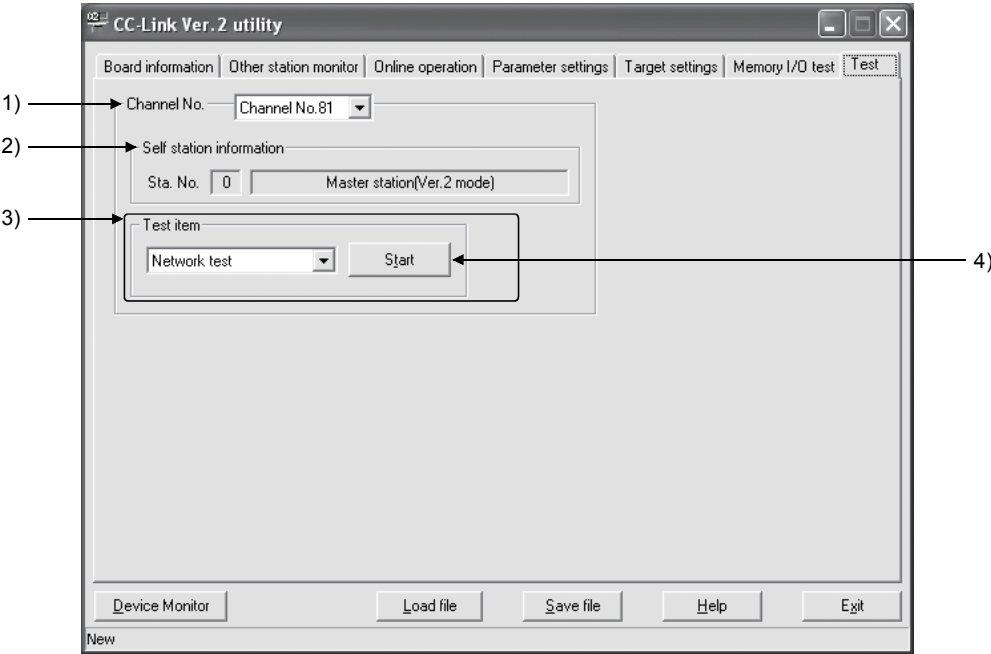 CC-Link Ver.2 utility
Board information Other station monitor Online operation Parameter settings Target settings Memory I/O test Test
1) Channel No. Channel No.81
2) Self station information
Sta. No. 0 Master station(Ver.2 mode)
3) Test item
Network test Start 4)
Device Monitor Load file Save file Help Exit
New